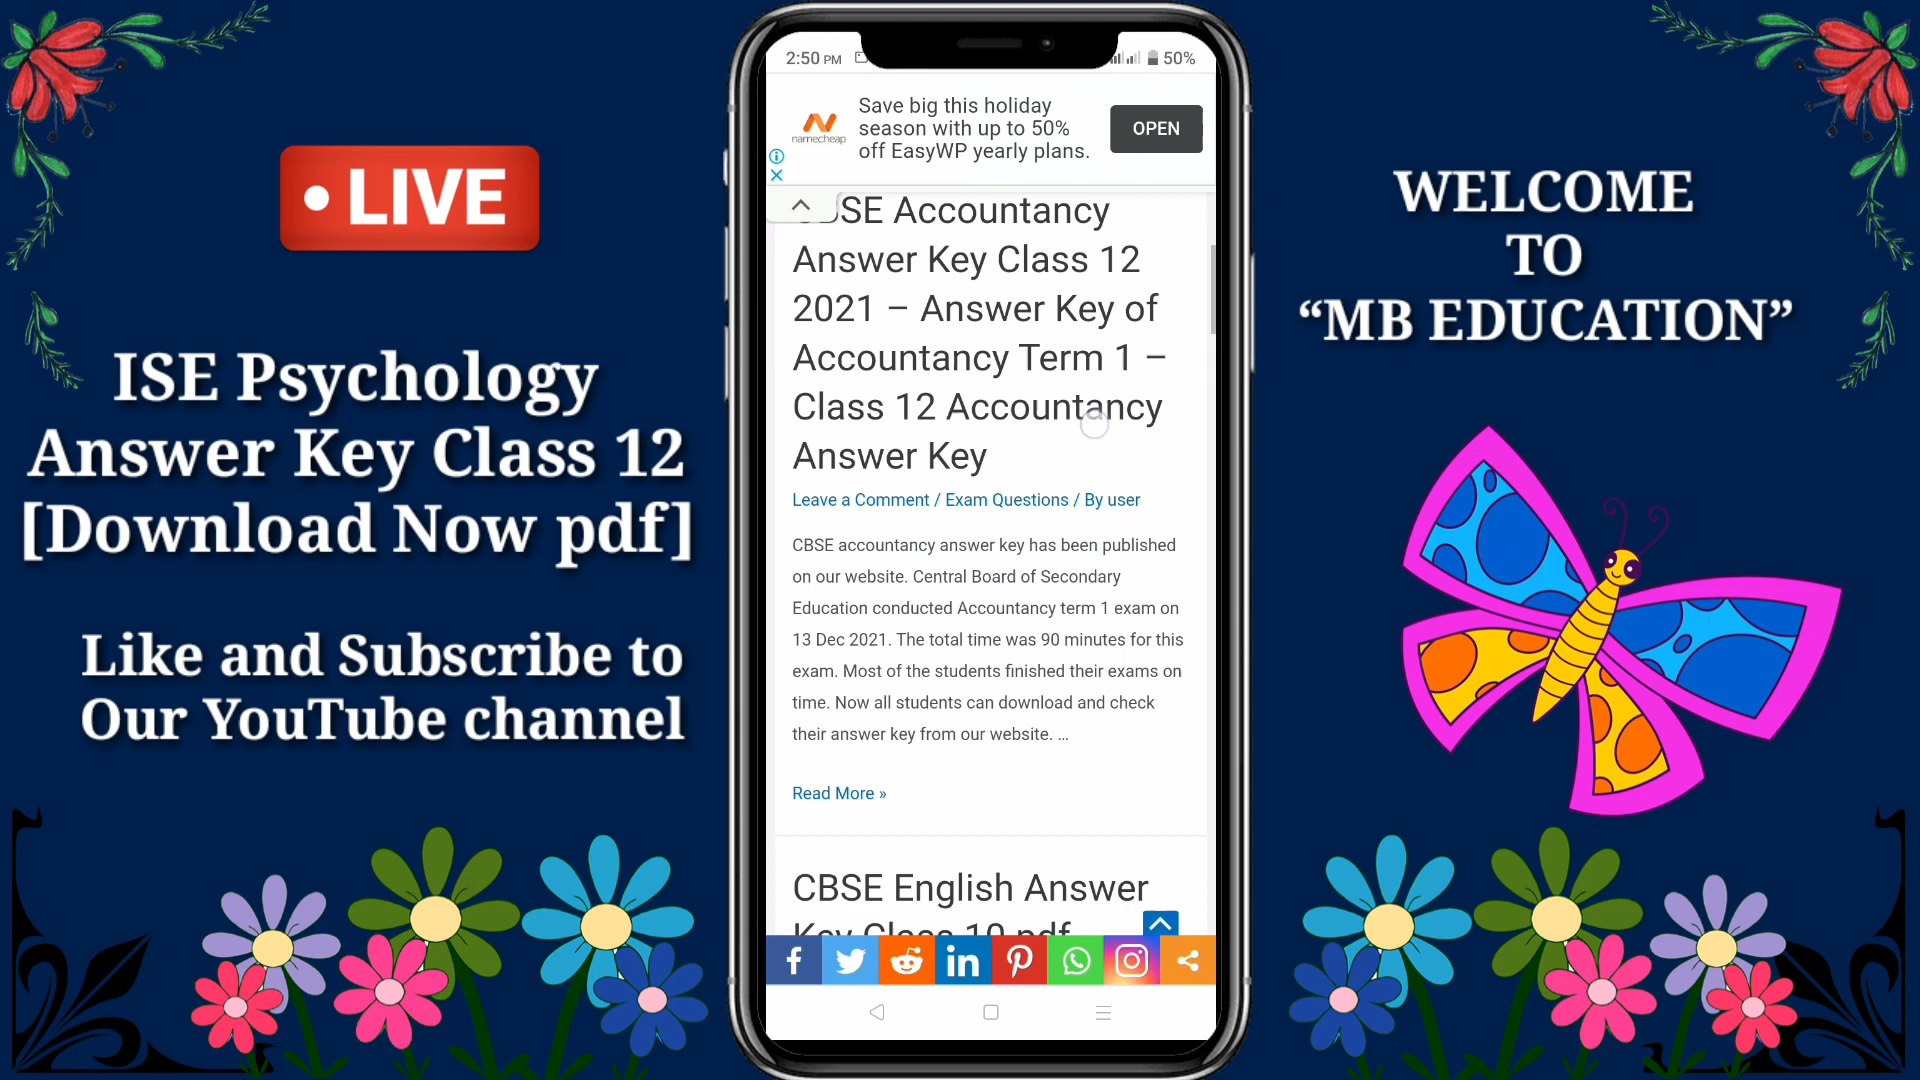 LIVE
ISE Psychology
Answer Key Class 12
[Download Now pdf]
Like and Subscribe to
Our YouTube channel
2:50 PM
50%
namecheap
Save big this holiday
season with up to 50%
off EasyWP yearly plans.
OPEN
CBSE Accountancy
Answer Key Class 12
2021 – Answer Key of
Accountancy Term 1 –
Class 12 Accountancy
Answer Key
Leave a Comment / Exam Questions / By user
CBSE accountancy answer key has been published
on our website. Central Board of Secondary
Education conducted Accountancy term 1 exam on
13 Dec 2021. The total time was 90 minutes for this
exam. Most of the students finished their exams on
time. Now all students can download and check
their answer key from our website. …
Read More »
CBSE English Answer
Key Class 10 pdf
WELCOME
TO
“MB EDUCATION”